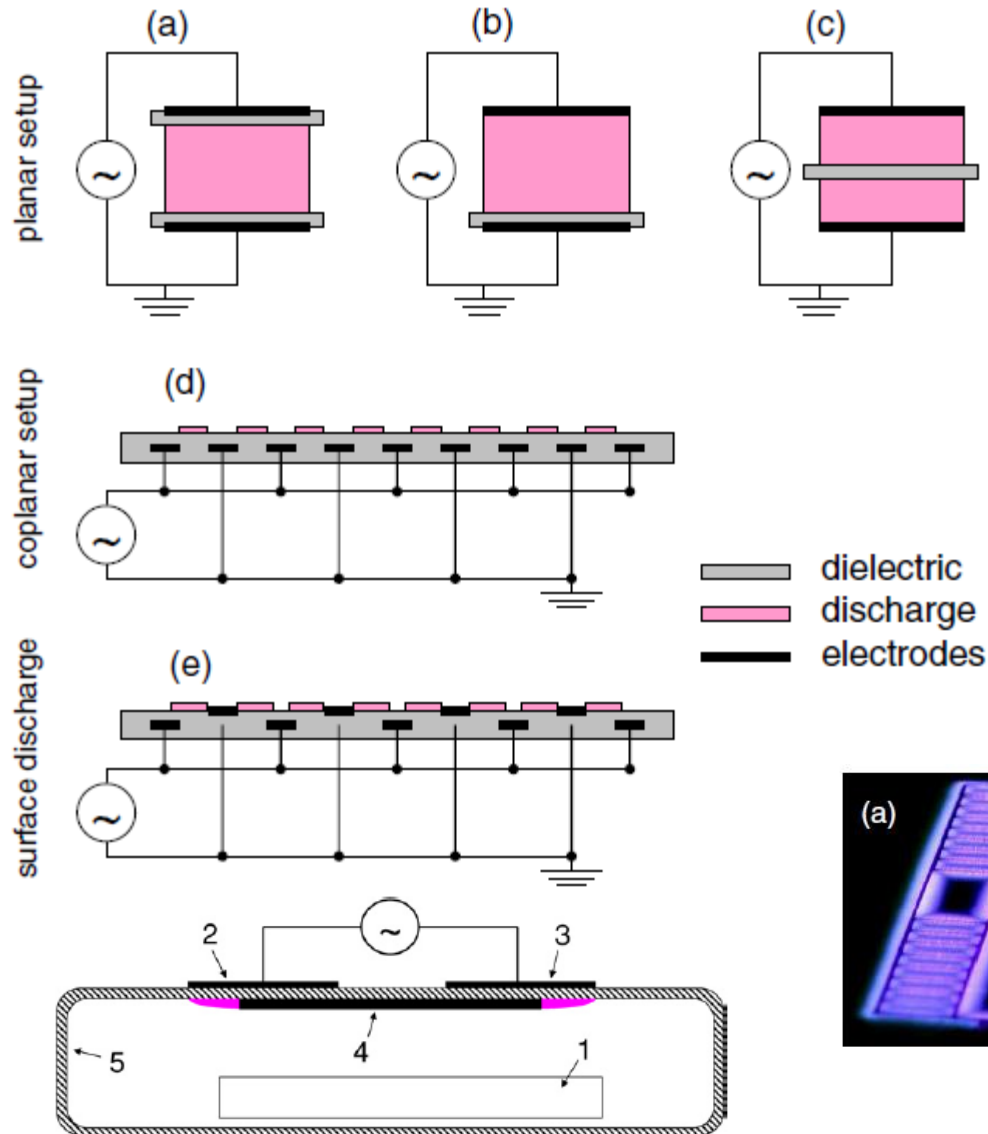 (a) (b) (c)
planar setup
~ ~ ~
(d)
coplanar setup
~
dielectric
discharge
electrodes
(e)
surface discharge
~
(a)
~
2 3
4
5 1